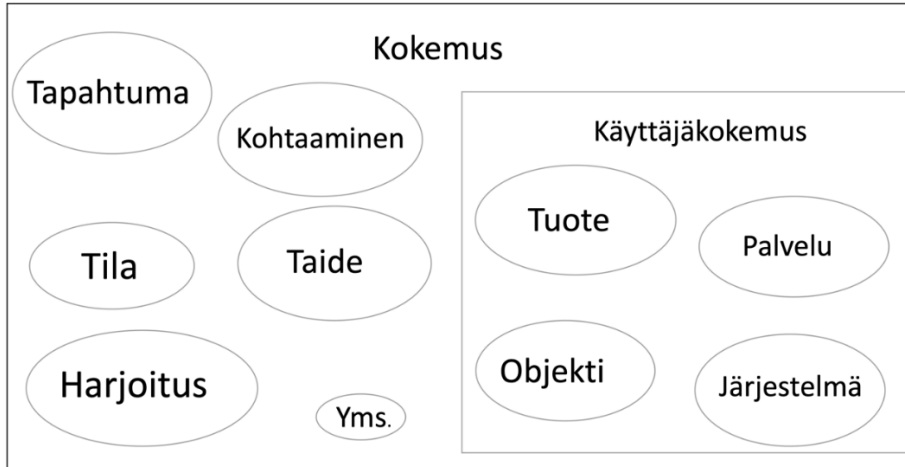 Kokemus
Tapahtuma
Kohtaaminen
Tila
Taide
Harjoitus
Yms.
Käyttäjäkokemus
Tuote
Palvelu
Objekti
Järjestelmä